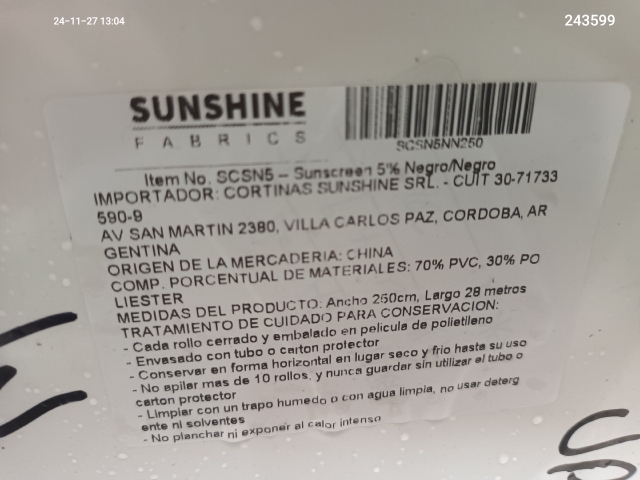 24-11-27 13:04
243599
SUNSHINE
FABRICS
SCSN5NN250
Item No. SCSN5 – Sunscreen 5% Negro/Negro
IMPORTADOR: CORTINAS SUNSHINE SRL. - CUIT 30-71733
590-9
AV SAN MARTIN 2380, VILLA CARLOS PAZ, CORDOBA, AR
GENTINA
ORIGEN DE LA MERCADERIA: CHINA
COMP. PORCENTUAL DE MATERIALES: 70% PVC, 30% PO
LIESTER
MEDIDAS DEL PRODUCTO: Ancho 250cm, Largo 28 metros
TRATAMIENTO DE CUIDADO PARA CONSERVACION:
- Cada rollo cerrado y embalado en pelicula de polietileno
- Envasado con tubo o carton protector
- Conservar en forma horizontal en lugar seco y frio hasta su uso
- No apilar mas de 10 rollos, y nunca guardar sin utilizar el tubo o
carton protector
- Limpiar con un trapo humedo o con agua limpia, no usar deterg
ente ni solventes
- No planchar ni exponer al calor intenso